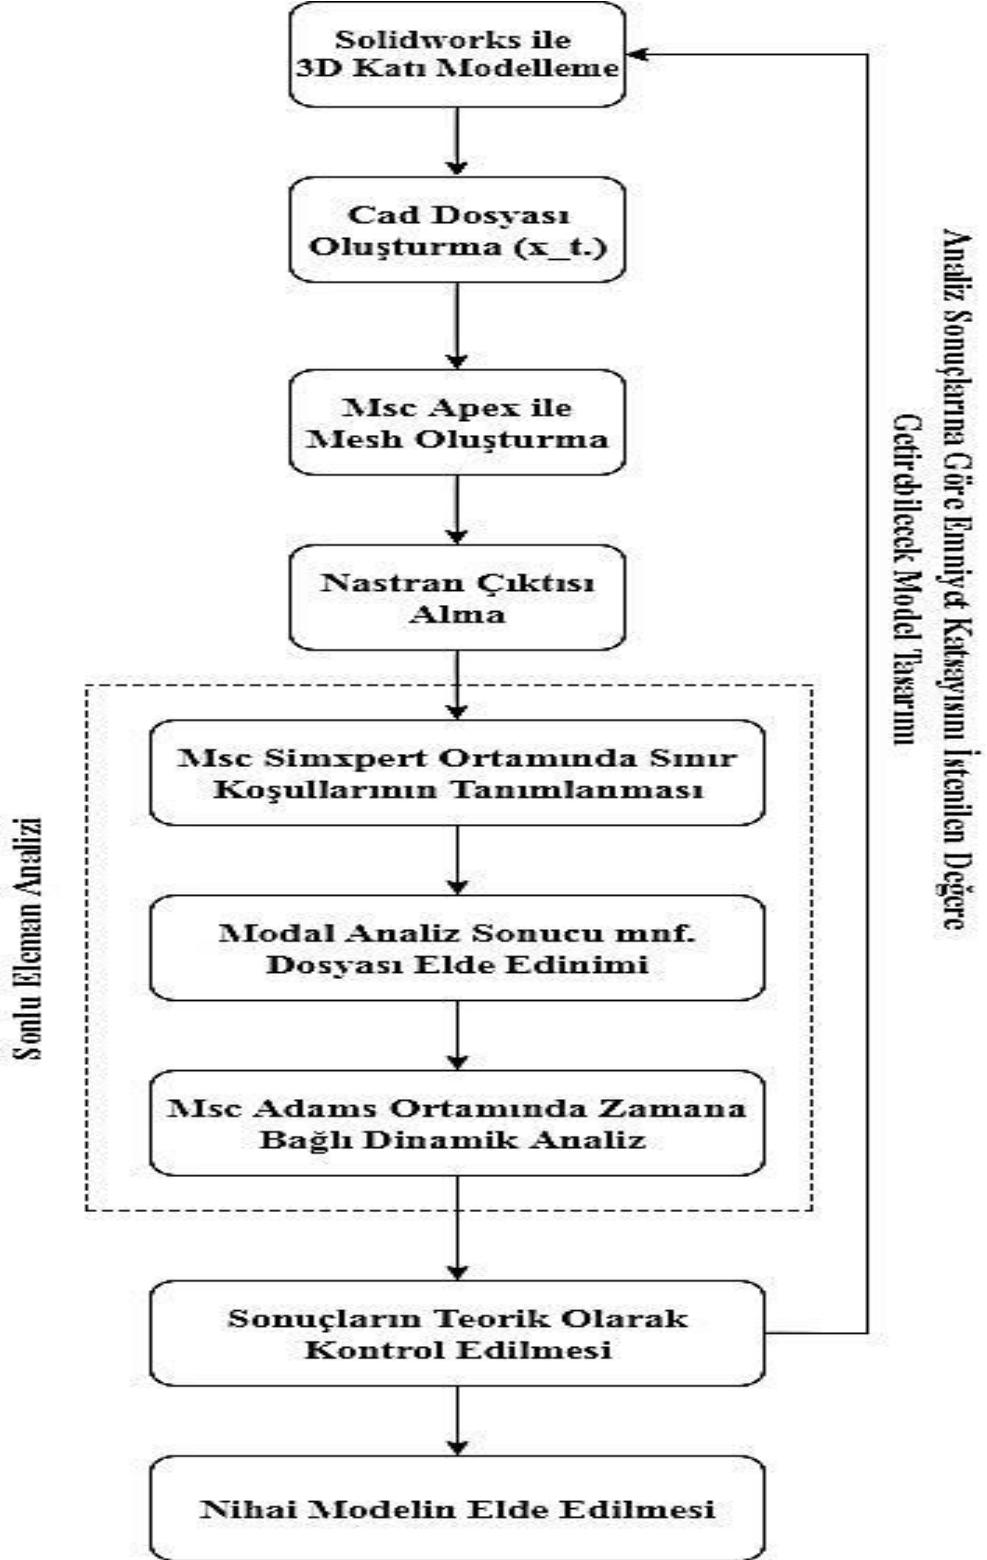 Solidworks ile
3D Katı Modelleme
Cad Dosyası
Oluşturma (x_t.)
Msc Apex ile
Mesh Oluşturma
Nastran Çıktısı
Alma
Msc Simxpert Ortamında Sınır
Koşullarının Tanımlanması
Modal Analiz Sonucu mnf.
Dosyası Elde Edinimi
Msc Adams Ortamında Zamana
Bağlı Dinamik Analiz
Sonuçların Teorik Olarak
Kontrol Edilmesi
Nihai Modelin Elde Edilmesi
Sonlu Eleman Analizi
Analiz Sonuçlarına Göre Emniyet Katsayısını İstenilen Değere
Getirebilecek Model Tasarımı